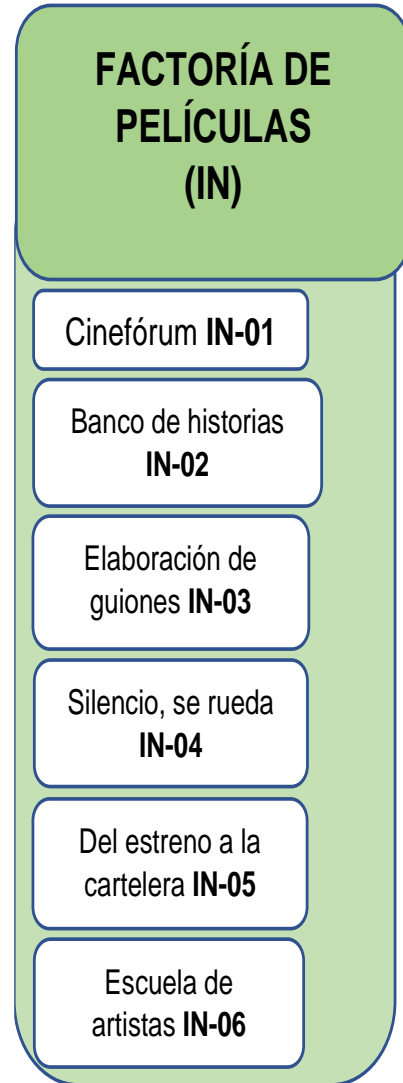 FACTORÍA DE
PELÍCULAS
(IN)
Cinefórum IN-01
Banco de historias
IN-02
Elaboración de
guiones IN-03
Silencio, se rueda
IN-04
Del estreno a la
cartelera IN-05
Escuela de
artistas IN-06